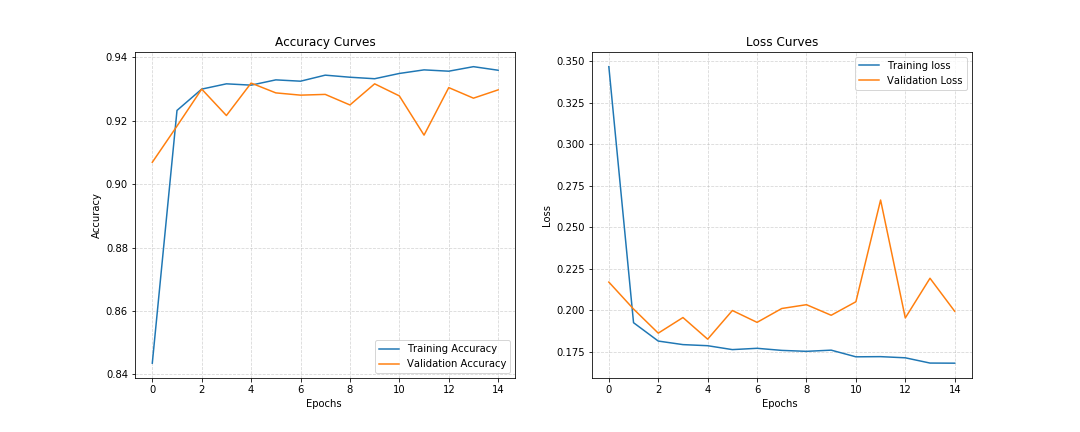 Accuracy Curves
0.94
0.92
0.90
0.88
0.86
0.84
Accuracy
0 2 4 6 8 10 12 14
Epochs
Training Accuracy
Validation Accuracy
Loss Curves
0.350
0.325
0.300
0.275
0.250
0.225
0.200
0.175
Loss
0 2 4 6 8 10 12 14
Epochs
Training loss
Validation Loss